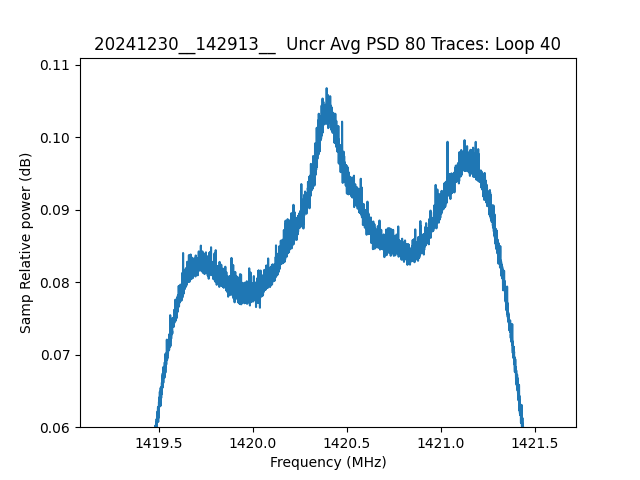 20241230__142913__  Uncr Avg PSD 80 Traces: Loop 40
0.11
0.10
0.09
0.08
0.07
0.06
Samp Relative power (dB)
1419.5 1420.0 1420.5 1421.0 1421.5
Frequency (MHz)